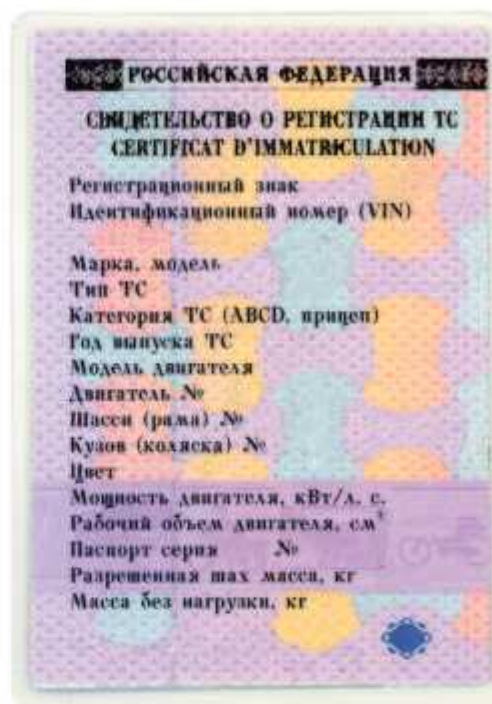 РОССИЙСКАЯ ФЕДЕРАЦИЯ
СВИДЕТЕЛЬСТВО О РЕГИСТРАЦИИ ТС
CERTIFICAT D'IMMATRICULATION
Регистрационный знак
Идентификационный номер (VIN)
Марка, модель
Тип ТС
Категория ТС (ABCD, прицеп)
Год выпуска ТС
Модель двигателя
Двигатель №
Шасси (рама) №
Кузов (коляска) №
Цвет
Мощность двигателя, кВт/л. с.
Рабочий объем двигателя, см³
Паспорт серия №
Разрешенная max масса, кг
Масса без нагрузки, кг